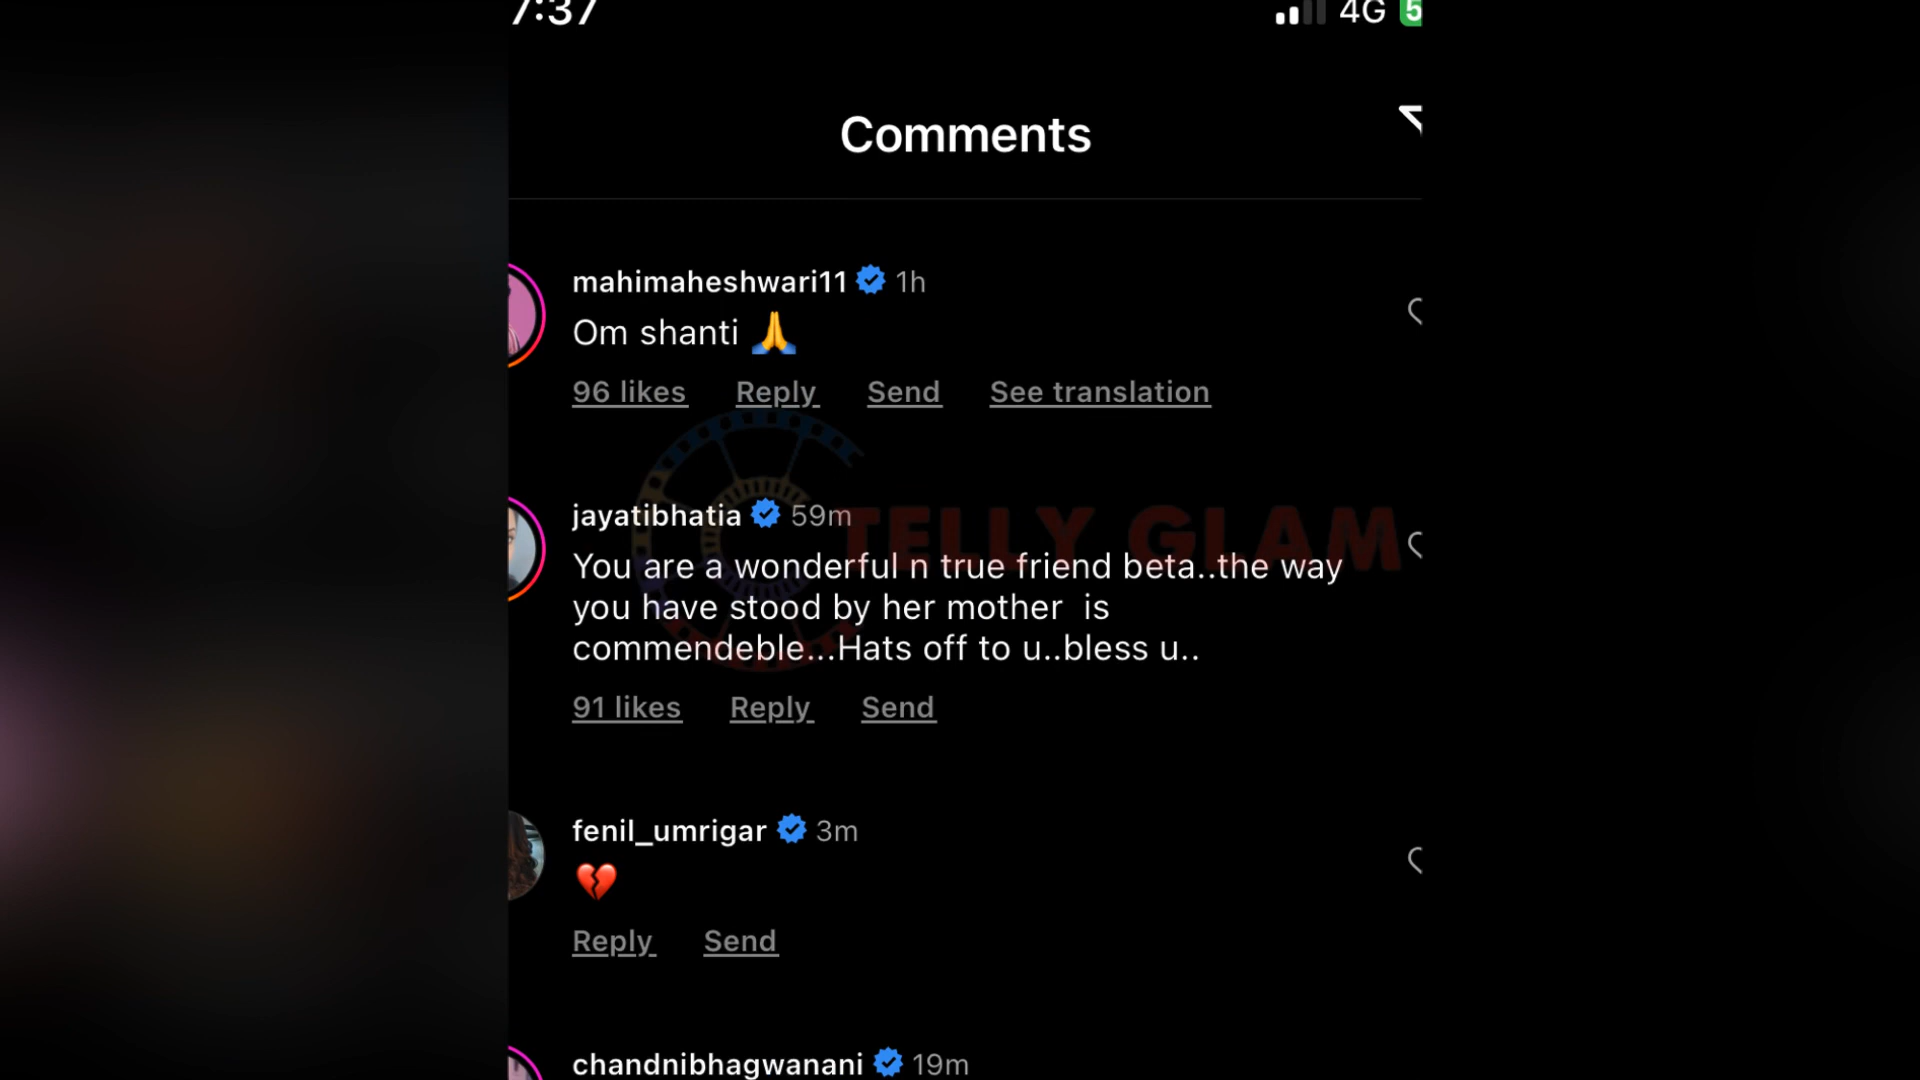 7:37 4G 5
Comments
mahimaheshwari11 1h
Om shanti 🙏
96 likes Reply Send See translation
TELLY GLAM
jayatibhatia 59m
You are a wonderful n true friend beta..the way
you have stood by her mother  is
commendeble...Hats off to u..bless u..
91 likes Reply Send
fenil_umrigar 3m
💔
Reply Send
chandnibhagwanani 19m